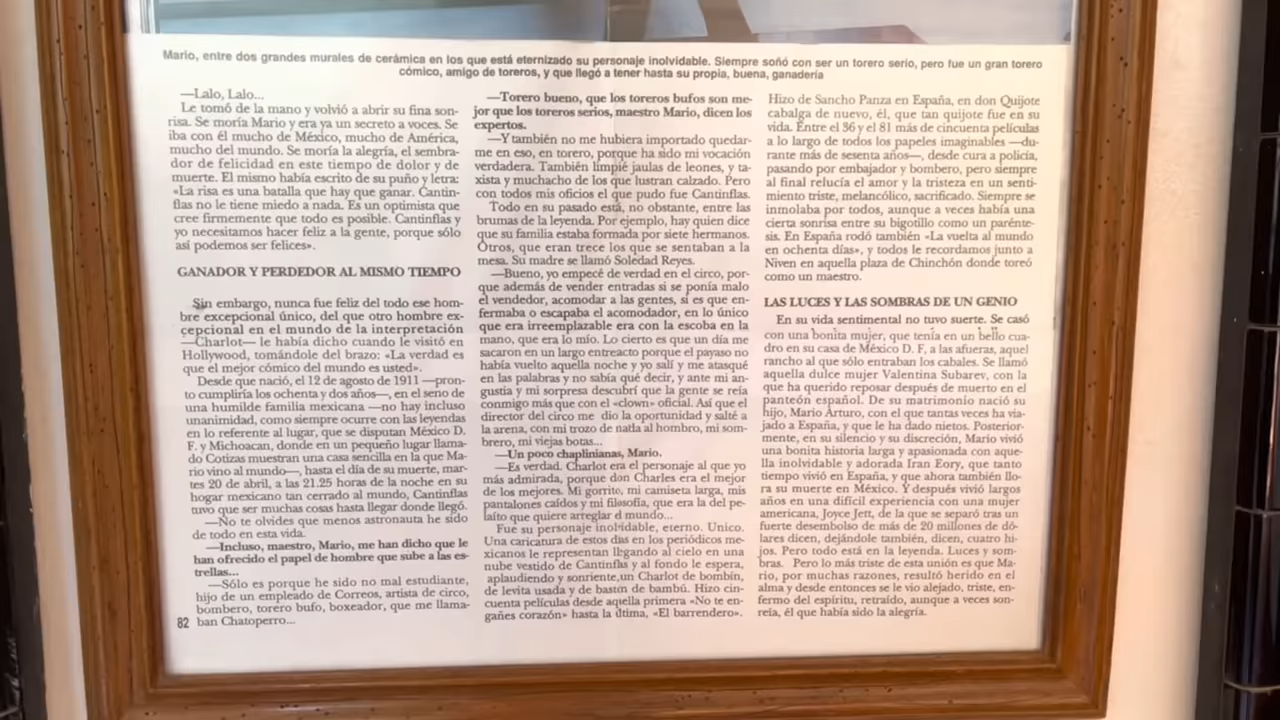 Mario, entre dos grandes murales de cerámica en los que está eternizado su personaje inolvidable. Siempre soñó con ser un torero serio, pero fue un gran torero
cómico, amigo de toreros, y que llegó a tener hasta su propia, buena, ganadería
—Lalo, Lalo...
Le tomó de la mano y volvió a abrir su fina son-
risa. Se moría Mario y era ya un secreto a voces. Se
iba con él mucho de México, mucho de América,
mucho del mundo. Se moría la alegría, el sembra-
dor de felicidad en este tiempo de dolor y de
muerte. El mismo había escrito de su puño y letra:
«La risa es una batalla que hay que ganar. Cantin-
flas no le tiene miedo a nada. Es un optimista que
cree firmemente que todo es posible. Cantinflas y
yo necesitamos hacer feliz a la gente, porque sólo
así podemos ser felices».
GANADOR Y PERDEDOR AL MISMO TIEMPO
Sin embargo, nunca fue feliz del todo ese hom-
bre excepcional único, del que otro hombre ex-
cepcional en el mundo de la interpretación
—Charlot— le había dicho cuando le visitó en
Hollywood, tomándole del brazo: «La verdad es
que el mejor cómico del mundo es usted».
Desde que nació, el 12 de agosto de 1911 —pron-
to cumpliría los ochenta y dos años—, en el seno de
una humilde familia mexicana —no hay incluso
unanimidad, como siempre ocurre con las leyendas
en lo referente al lugar, que se disputan México D.
F. y Michoacan, donde en un pequeño lugar llama-
do Cotizas muestran una casa sencilla en la que Ma-
rio vino al mundo—, hasta el día de su muerte, mar-
tes 20 de abril, a las 21.25 horas de la noche en su
hogar mexicano tan cerrado al mundo, Cantinflas
tuvo que ser muchas cosas hasta llegar donde llegó.
—No te olvides que menos astronauta he sido
de todo en esta vida.
—Incluso, maestro, Mario, me han dicho que le
han ofrecido el papel de hombre que sube a las es-
trellas...
—Sólo es porque he sido no mal estudiante,
hijo de un empleado de Correos, artista de circo,
bombero, torero bufo, boxeador, que me llama-
82 ban Chatoperro...
—Torero bueno, que los toreros bufos son me-
jor que los toreros serios, maestro Mario, dicen los
expertos.
—Y también no me hubiera importado quedar-
me en eso, en torero, porque ha sido mi vocación
verdadera. También limpié jaulas de leones, y ta-
xista y muchacho de los que lustran calzado. Pero
con todos mis oficios el que pudo fue Cantinflas.
Todo en su pasado está, no obstante, entre las
brumas de la leyenda. Por ejemplo, hay quien dice
que su familia estaba formada por siete hermanos.
Otros, que eran trece los que se sentaban a la
mesa. Su madre se llamó Soledad Reyes.
—Bueno, yo empecé de verdad en el circo, por-
que además de vender entradas si se ponía malo
el vendedor, acomodar a las gentes, si es que en-
fermaba o escapaba el acomodador, en lo único
que era irreemplazable era con la escoba en la
mano, que era lo mío. Lo cierto es que un día me
sacaron en un largo entreacto porque el payaso no
había vuelto aquella noche y yo salí y me atasqué
en las palabras y no sabía qué decir, y ante mi an-
gustia y mi sorpresa descubrí que la gente se reía
conmigo más que con el «clown» oficial. Así que el
director del circo me dio la oportunidad y salté a
la arena, con mi trozo de nada al hombro, mi som-
brero, mi viejas botas...
—Un poco chaplinianas, Mario.
—Es verdad. Charlot era el personaje al que yo
más admirada, porque don Charles era el mejor
de los mejores. Mi gorrito, mi camiseta larga, mis
pantalones caídos y mi filosofía, que era la del pe-
laíto que quiere arreglar el mundo...
Fue su personaje inolvidable, eterno. Unico.
Una caricatura de estos días en los periódicos me-
xicanos le representan llegando al cielo en una
nube vestido de Cantinflas y al fondo le espera,
aplaudiendo y sonriente,un Charlot de bombín,
de levita usada y de bastón de bambú. Hizo cin-
cuenta películas desde aquella primera «No te en-
gañes corazón» hasta la última, «El barrendero».
Hizo de Sancho Panza en España, en don Quijote
cabalga de nuevo, él, que tan quijote fue en su
vida. Entre el 36 y el 81 más de cincuenta películas
a lo largo de todos los papeles imaginables —du-
rante más de sesenta años—, desde cura a policía,
pasando por embajador y bombero, pero siempre
al final relucía el amor y la tristeza en un senti-
miento triste, melancólico, sacrificado. Siempre se
inmolaba por todos, aunque a veces había una
cierta sonrisa entre su bigotillo como un parénte-
sis. En España rodó también «La vuelta al mundo
en ochenta días», y todos le recordamos junto a
Niven en aquella plaza de Chinchón donde toreó
como un maestro.
LAS LUCES Y LAS SOMBRAS DE UN GENIO
En su vida sentimental no tuvo suerte. Se casó
con una bonita mujer, que tenía en un bello cua-
dro en su casa de México D. F., a las afueras, aquel
rancho al que sólo entraban los cabales. Se llamó
aquella dulce mujer Valentina Subarev, con la
que ha querido reposar después de muerto en el
panteón español. De su matrimonio nació su
hijo, Mario Arturo, con el que tantas veces ha via-
jado a España, y que le ha dado nietos. Posterior-
mente, en su silencio y su discreción, Mario vivió
una bonita historia larga y apasionada con aque-
lla inolvidable y adorada Iran Eory, que tanto
tiempo vivió en España, y que ahora también llo-
ra su muerte en México. Y después vivió largos
años en una difícil experiencia con una mujer
americana, Joyce Jett, de la que se separó tras un
fuerte desembolso de más de 20 millones de dó-
lares dicen, dejándole también, dicen, cuatro hi-
jos. Pero todo está en la leyenda. Luces y som-
bras. Pero lo más triste de esta unión es que Ma-
rio, por muchas razones, resultó herido en el
alma y desde entonces se le vio alejado, triste, en-
fermo del espíritu, retraído, aunque a veces son-
reía, él que había sido la alegría.